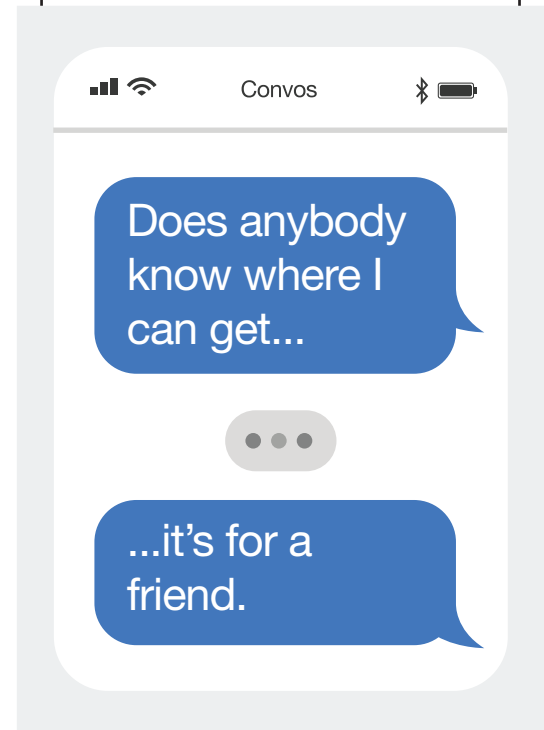 Convos
Does anybody
know where I
can get...
...it’s for a
friend.